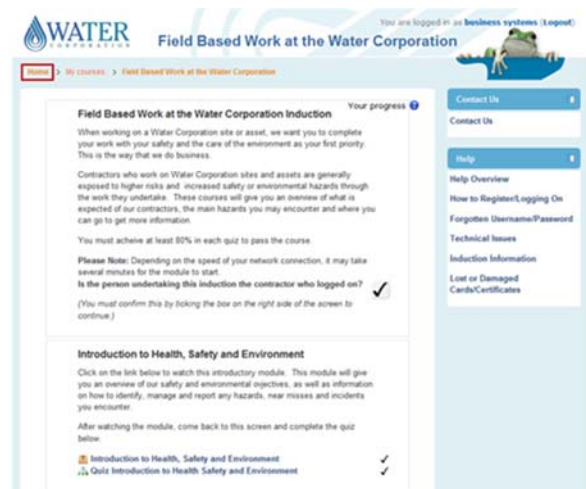 You are logged in as business systems (Logout)
WATER
CORPORATION
Field Based Work at the Water Corporation
Home > My courses > Field Based Work at the Water Corporation
Your progress
Field Based Work at the Water Corporation Induction
When working on a Water Corporation site or asset, we want you to complete
your work with your safety and the care of the environment as your first priority.
This is the way that we do business.
Contractors who work on Water Corporation sites and assets are generally
exposed to higher risks and increased safety or environmental hazards through
the work they undertake. These courses will give you an overview of what is
expected of our contractors, the main hazards you may encounter and where you
can go to get more information.
You must acheive at least 80% in each quiz to pass the course
Please Note: Depending on the speed of your network connection, it may take
several minutes for the module to start.
Is the person undertaking this induction the contractor who logged on?
(You must confirm this by ticking the box on the right side of the screen to
continue.)
Introduction to Health, Safety and Environment
Click on the link below to watch this introductory module. This module will give
you an overview of our safety and environmental ojectives, as well as information
on how to identify, manage and report any hazards, near misses and incidents
you encounter.
After watching the module, come back to this screen and complete the quiz
below.
Introduction to Health, Safety and Environment
Quiz Introduction to Health Safety and Environment
Contact Us
Contact Us
Help
Help Overview
How to Register/Logging On
Forgotten Username/Password
Technical Issues
Induction Information
Lost or Damaged
Cards/Certificates